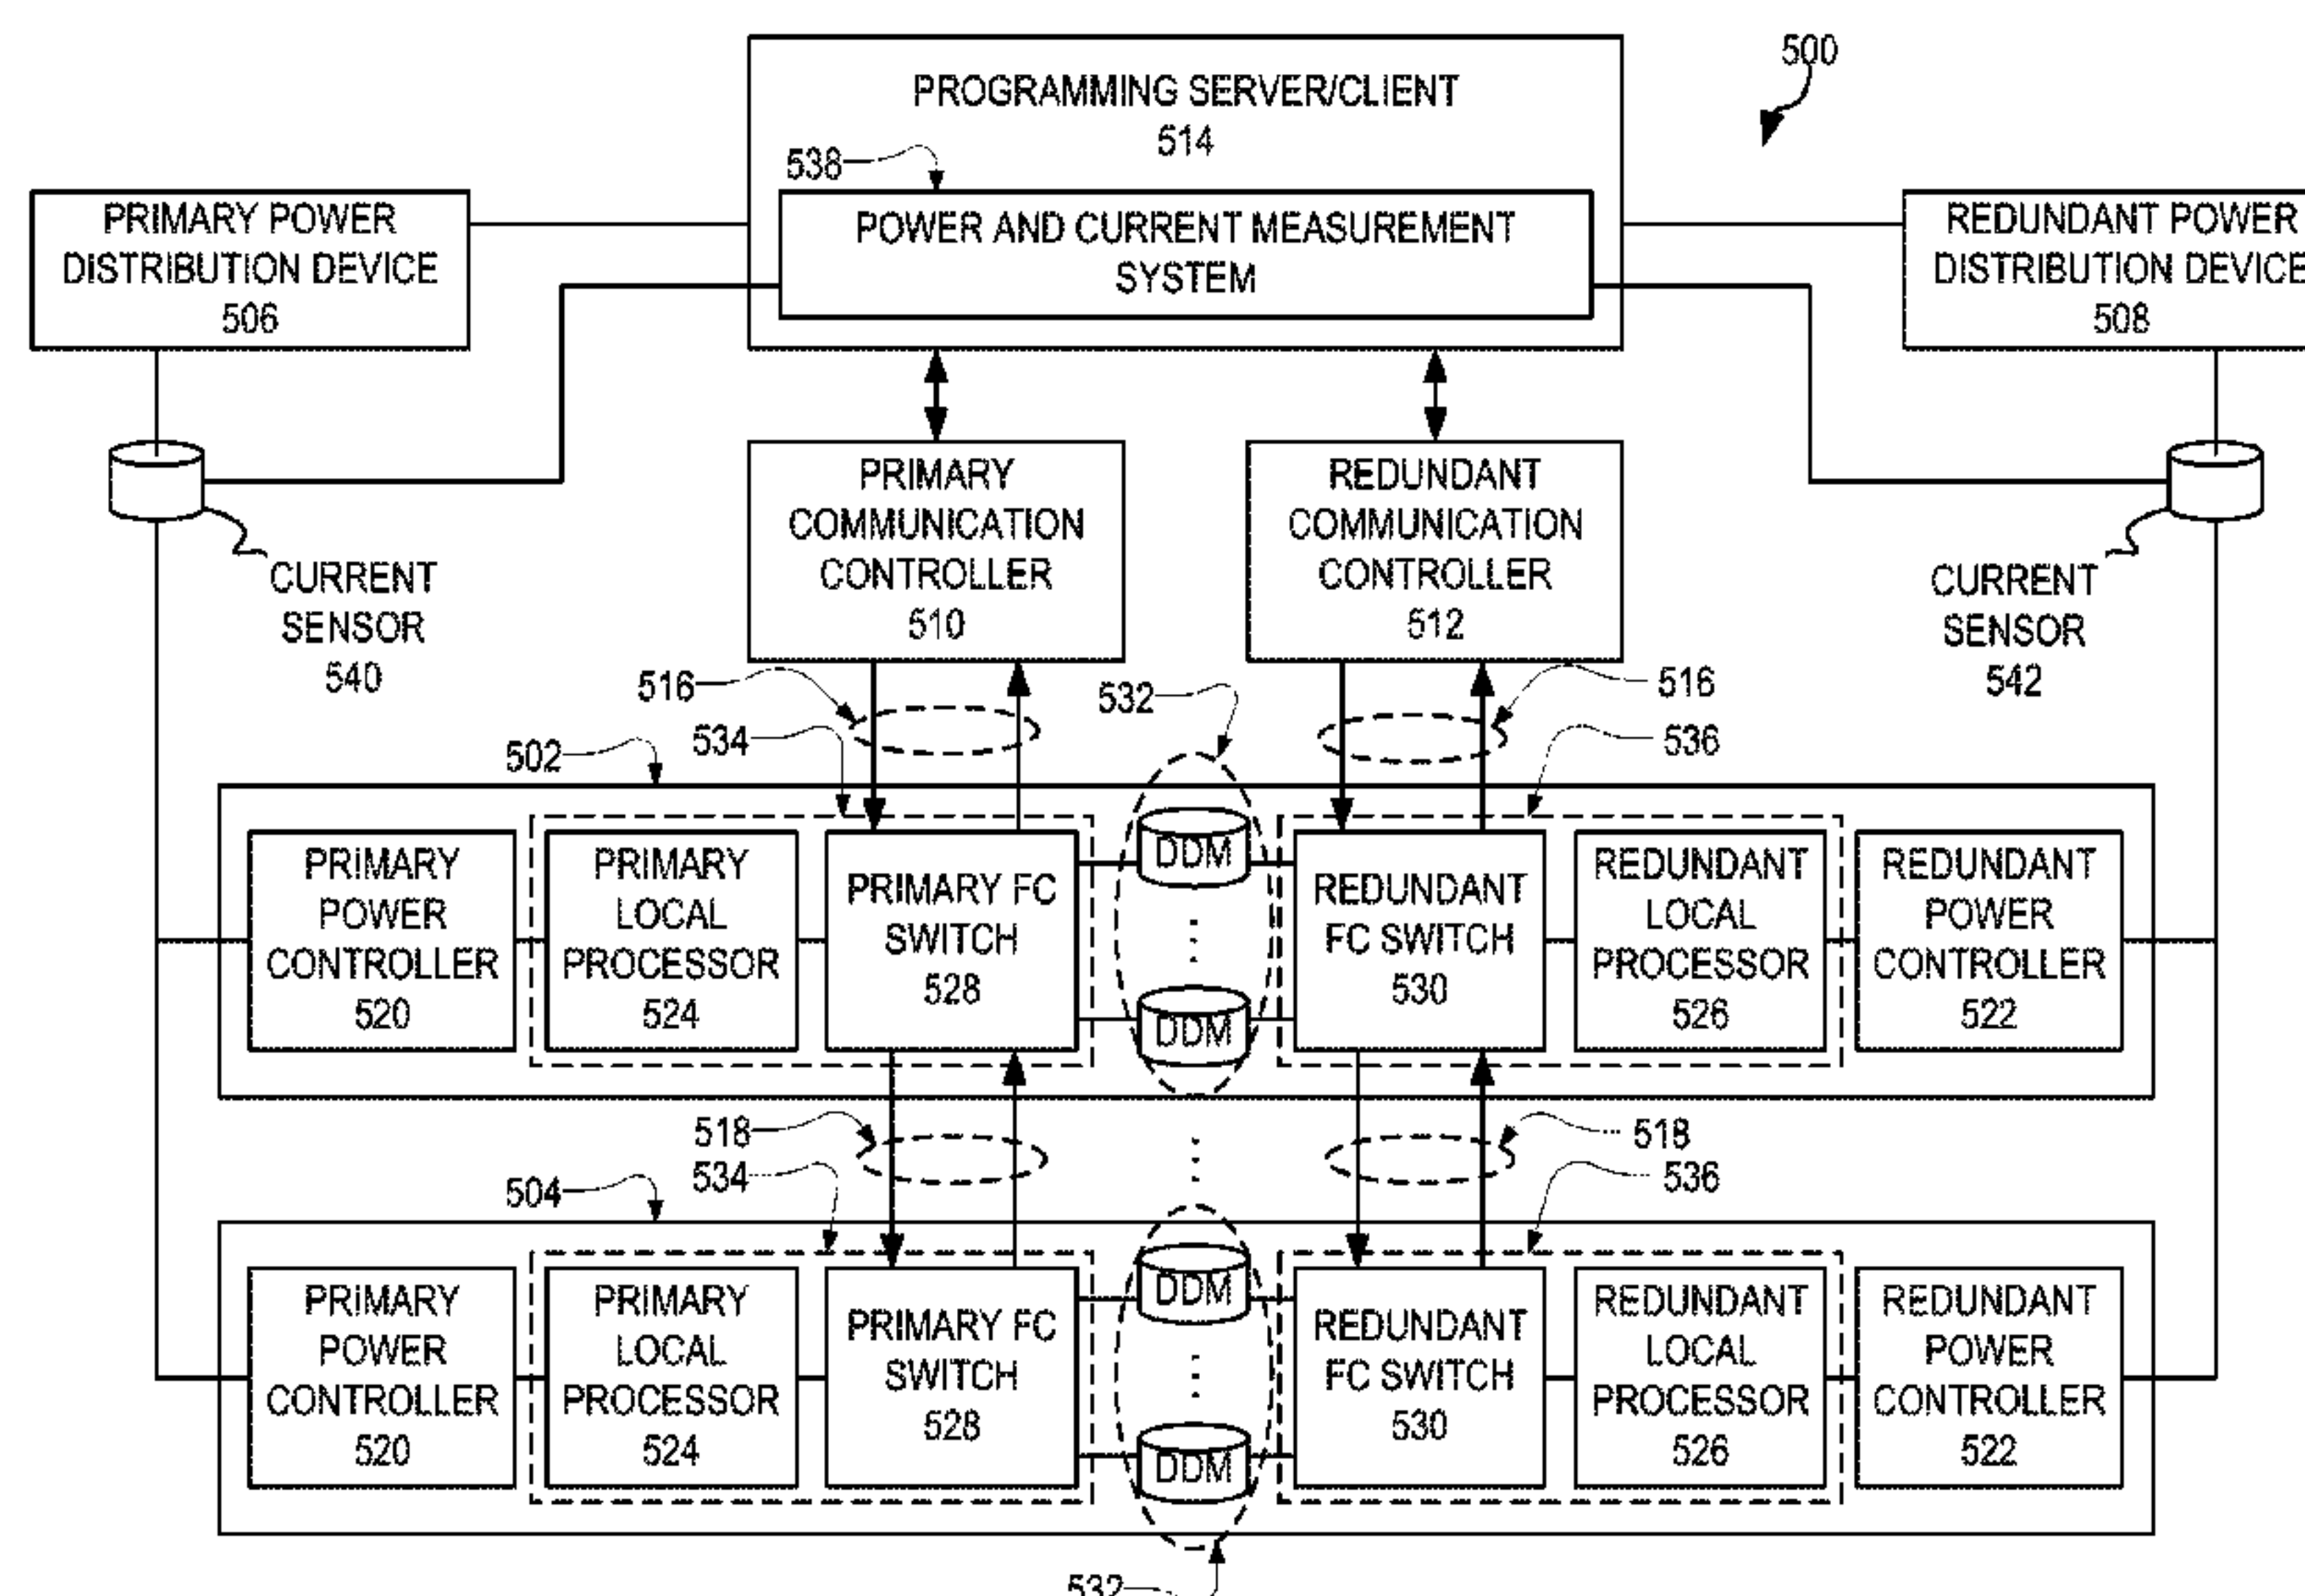 500
PROGRAMMING SERVER/CLIENT
514
538
POWER AND CURRENT MEASUREMENT
SYSTEM
PRIMARY POWER
DISTRIBUTION DEVICE
506
REDUNDANT POWER
DISTRIBUTION DEVICE
508
PRIMARY
COMMUNICATION
CONTROLLER
510
REDUNDANT
COMMUNICATION
CONTROLLER
512
CURRENT
SENSOR
540
CURRENT
SENSOR
542
516
532
516
534
536
502
PRIMARY
POWER
CONTROLLER
520
PRIMARY
LOCAL
PROCESSOR
524
PRIMARY FC
SWITCH
528
DDM
DDM
REDUNDANT
FC SWITCH
530
REDUNDANT
LOCAL
PROCESSOR
526
REDUNDANT
POWER
CONTROLLER
522
518
518
534
536
504
PRIMARY
POWER
CONTROLLER
520
PRIMARY
LOCAL
PROCESSOR
524
PRIMARY FC
SWITCH
528
DDM
DDM
REDUNDANT
FC SWITCH
530
REDUNDANT
LOCAL
PROCESSOR
526
REDUNDANT
POWER
CONTROLLER
522
532